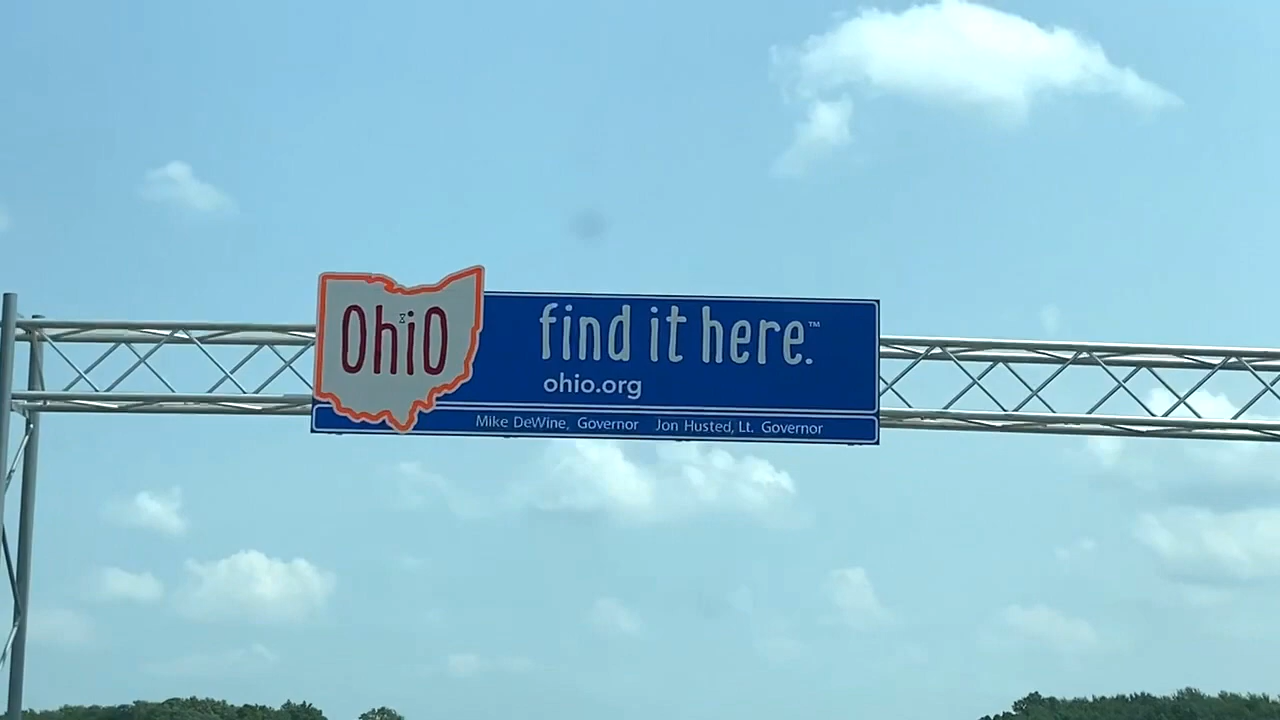 OhiO
find it here.™
ohio.org
Mike DeWine, Governor Jon Husted, Lt. Governor